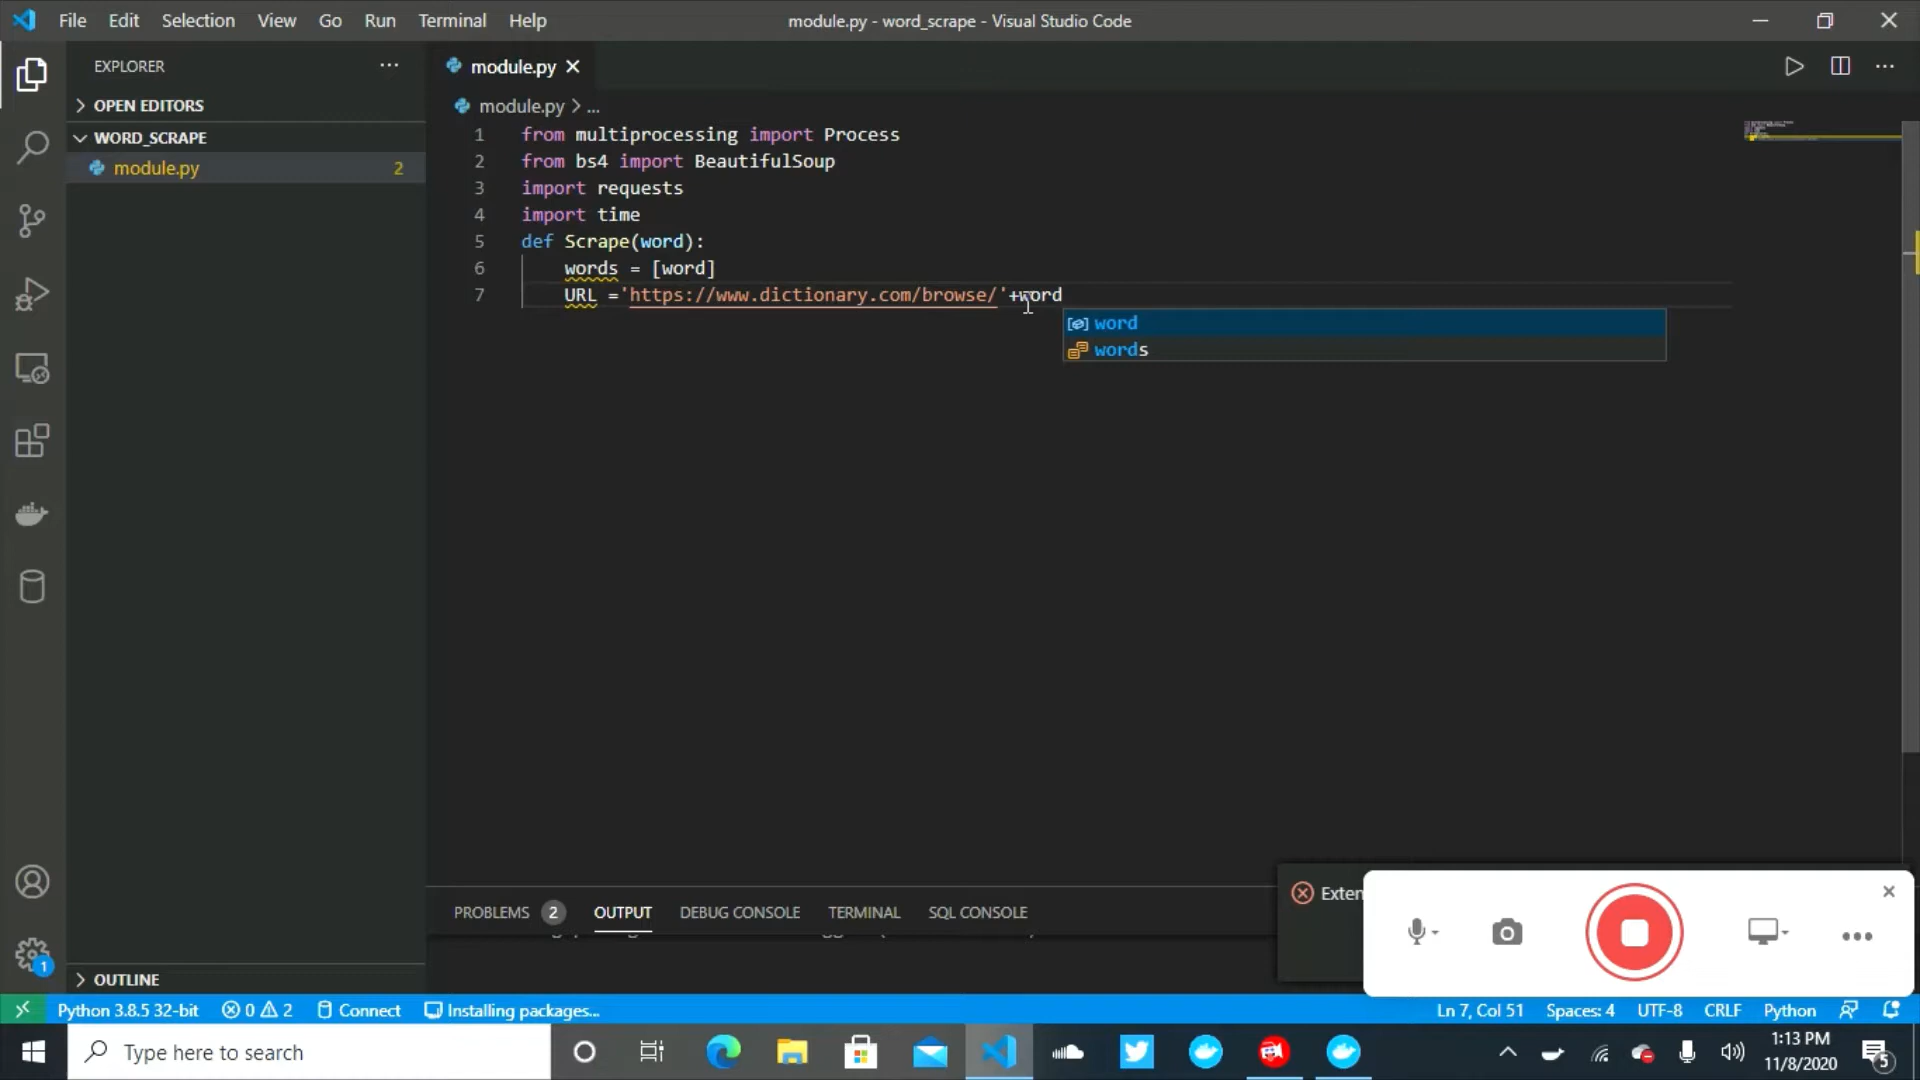 File Edit Selection View Go Run Terminal Help
module.py - word_scrape - Visual Studio Code
EXPLORER
OPEN EDITORS
WORD_SCRAPE
module.py 2
OUTLINE
module.py
module.py > ...
1 from multiprocessing import Process
2 from bs4 import BeautifulSoup
3 import requests
4 import time
5 def Scrape(word):
6 words = [word]
7 URL ='https://www.dictionary.com/browse/'+word
word
words
PROBLEMS 2 OUTPUT DEBUG CONSOLE TERMINAL SQL CONSOLE
Exten
1
Python 3.8.5 32-bit 0 2 Connect Installing packages... Ln 7, Col 51 Spaces: 4 UTF-8 CRLF Python
Type here to search
1:13 PM
11/8/2020
5